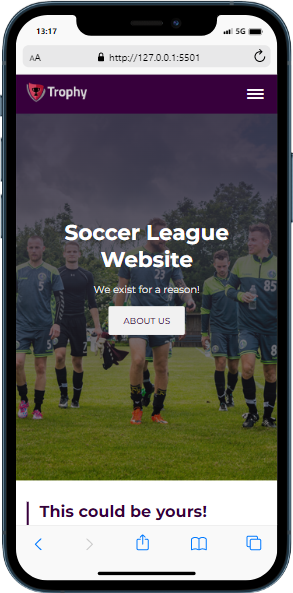 13:17
5G
AA
http://127.0.0.1:5501
Trophy
Soccer League
Website
We exist for a reason!
ABOUT US
This could be yours!